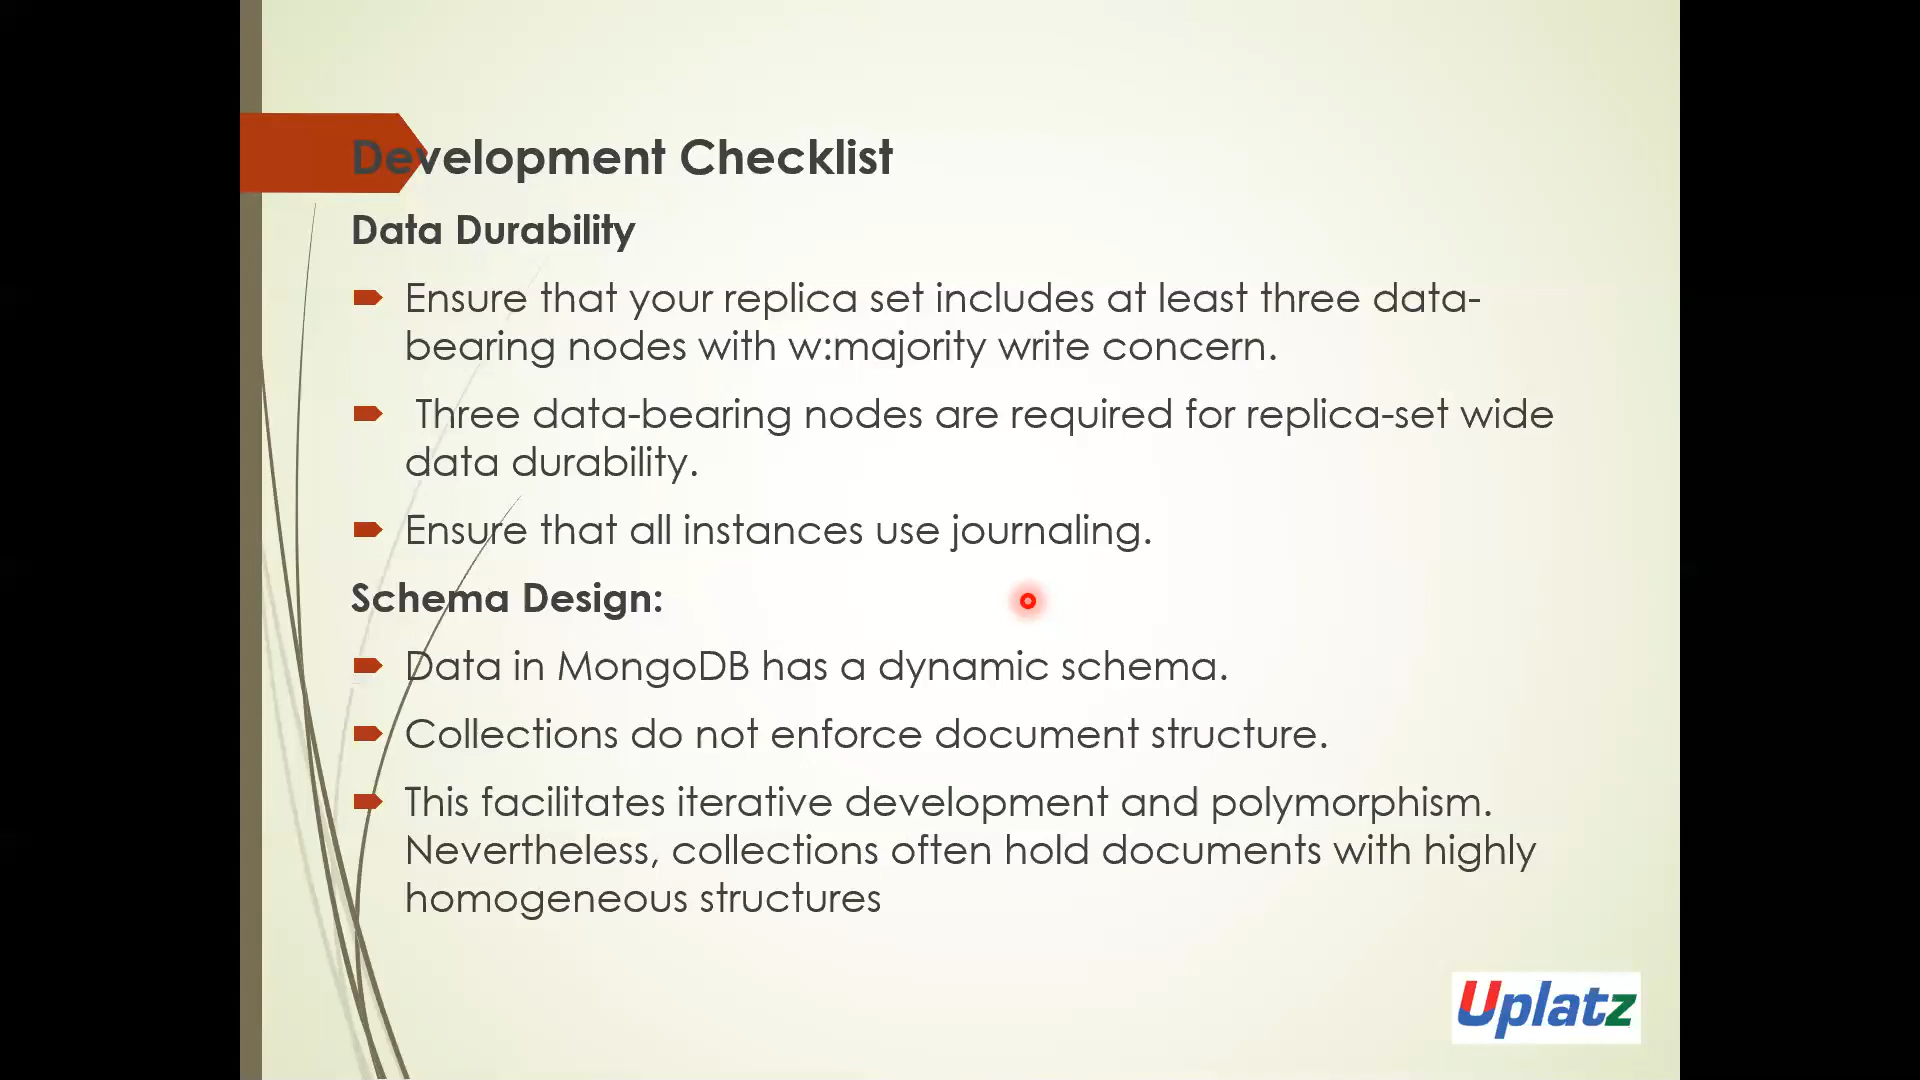 Development Checklist
Data Durability
Ensure that your replica set includes at least three data-
bearing nodes with w:majority write concern.
Three data-bearing nodes are required for replica-set wide
data durability.
Ensure that all instances use journaling.
Schema Design:
Data in MongoDB has a dynamic schema.
Collections do not enforce document structure.
This facilitates iterative development and polymorphism.
Nevertheless, collections often hold documents with highly
homogeneous structures
Uplatz